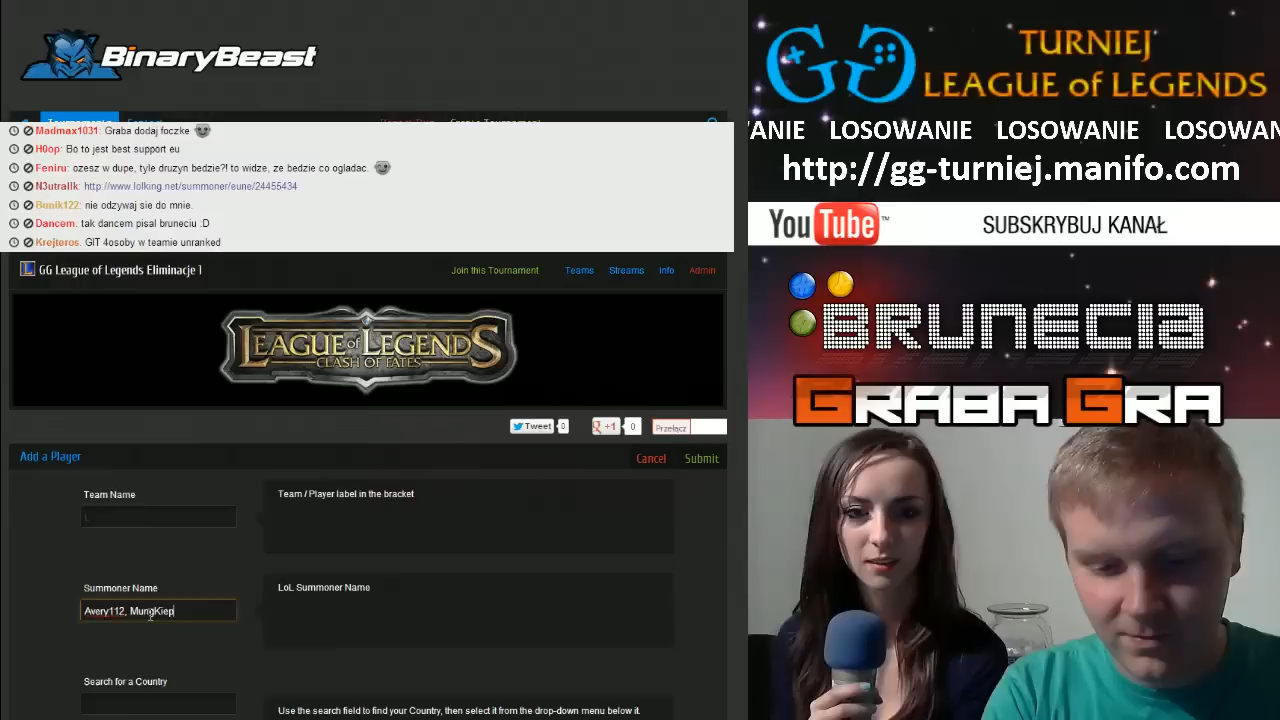 BinaryBeast
Madmax1031: Graba dodaj foczke
H0op: Bo to jest best support eu
Feniru: ozesz w dupe, tyle druzyn bedzie?! to widze, ze bedzie co ogladac.
N3utrallk: http://www.lolking.net/summoner/eune/24455434
Bonik122: nie odzywaj sie do mnie.
Dancem: tak dancem pisal bruneciu :D
Krejteros: GIT 4osoby w teamie unranked
GG League of Legends Eliminacje 1
Join this Tournament Teams Streams Info Admin
LEAGUE of LEGENDS
CLASH OF FATES
Tweet 0 +1 0 Przełącz
Add a Player Cancel Submit
Team Name
Team / Player label in the bracket
L
Summoner Name
LoL Summoner Name
Avery112, MungKiep
Search for a Country
Use the search field to find your Country, then select it from the drop-down menu below it.
GG
TURNIEJ
LEAGUE of LEGENDS
WANIE LOSOWANIE LOSOWANIE LOSOWAN
http://gg-turniej.manifo.com
YouTube™ SUBSKRYBUJ KANAŁ
BRUNECIA
GRABA GRA